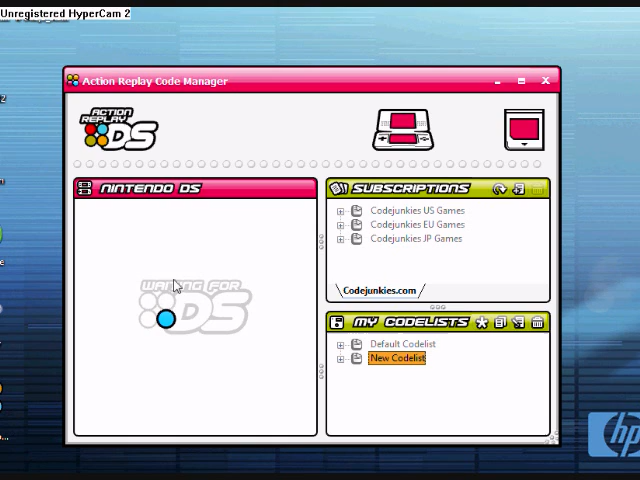 Unregistered HyperCam 2
Action Replay Code Manager
ACTION
REPLAY
DS
NINTENDO DS
WAITING FOR
DS
SUBSCRIPTIONS
Codejunkies US Games
Codejunkies EU Games
Codejunkies JP Games
Codejunkies.com
MY CODELISTS
Default Codelist
New Codelist
hp